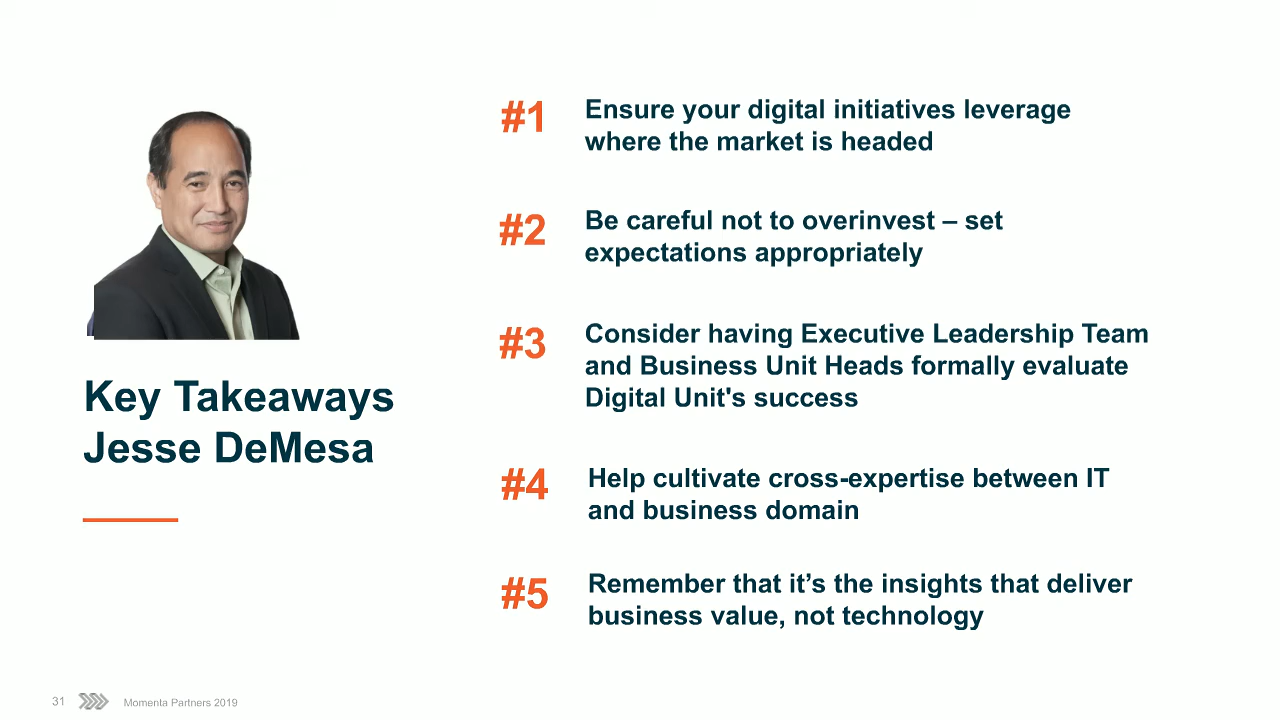 Key Takeaways
Jesse DeMesa
#1
Ensure your digital initiatives leverage
where the market is headed
#2
Be careful not to overinvest – set
expectations appropriately
#3
Consider having Executive Leadership Team
and Business Unit Heads formally evaluate
Digital Unit's success
#4
Help cultivate cross-expertise between IT
and business domain
#5
Remember that it’s the insights that deliver
business value, not technology
31
Momenta Partners 2019